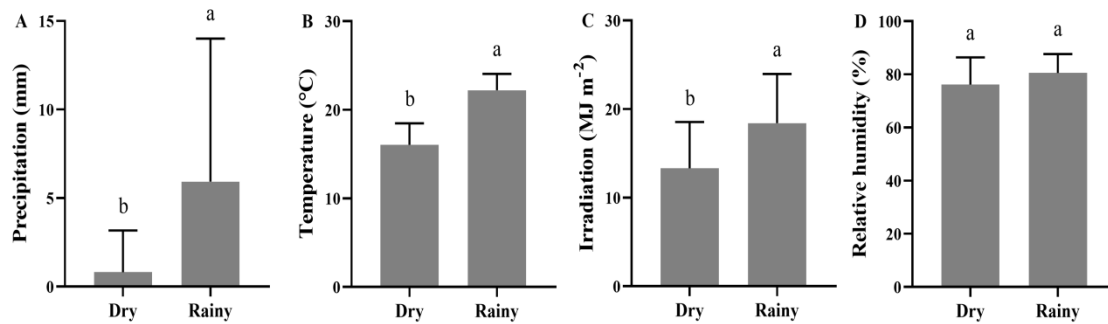 A
Precipitation (mm)
15
10
5
0
b
a
Dry
Rainy
B
Temperature (°C)
30
20
10
0
b
a
Dry
Rainy
C
Irradiation (MJ m⁻²)
30
20
10
0
b
a
Dry
Rainy
D
Relative humidity (%)
100
80
60
40
20
0
a
a
Dry
Rainy